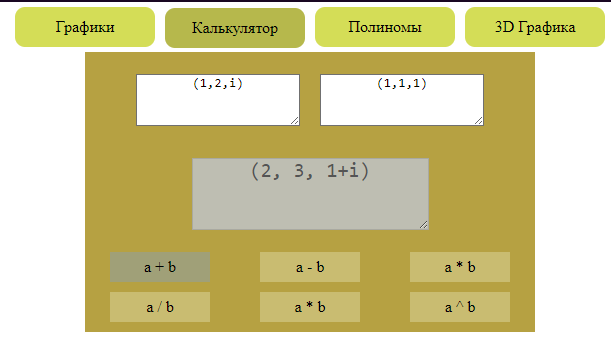 Графики Калькулятор Полиномы 3D Графика
(1,2,i) (1,1,1)
(2, 3, 1+i)
a + b a - b a * b
a / b a * b a ^ b